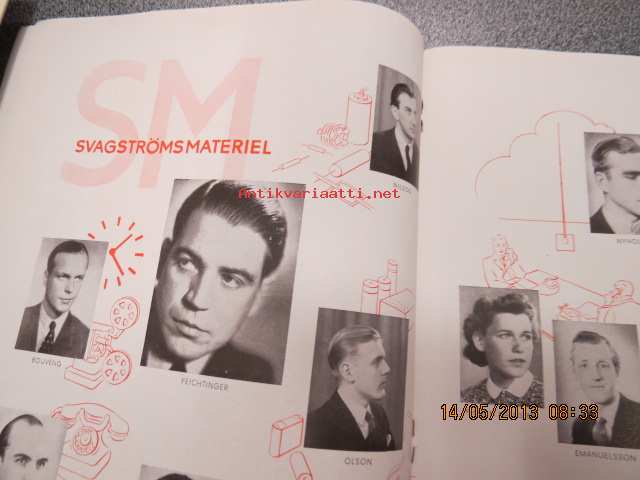 SM
SVAGSTRÖMSMATERIEL
antikvariaatti.net
BOUVENG
FEICHTINGER
OLSON
EMANUELSSON
14/05/2013 08:33